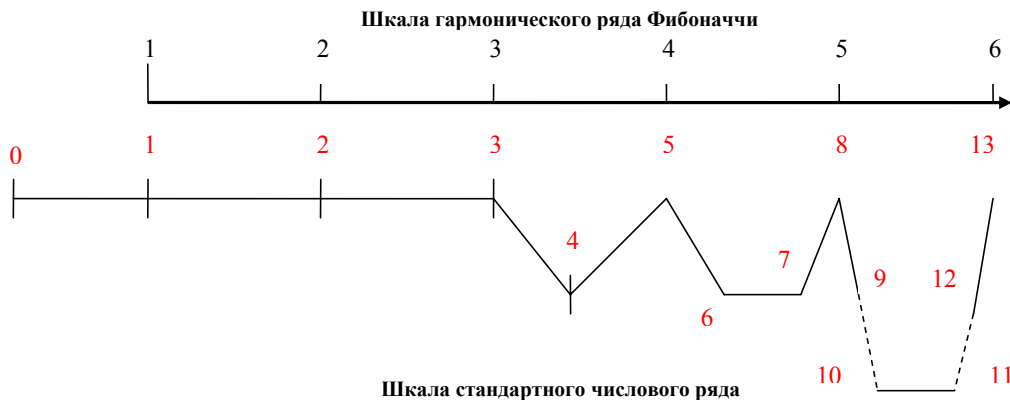 Шкала гармонического ряда Фибоначчи
1 2 3 4 5 6
0 1 2 3 5 8 13
4 7 9 12
6 10 11
Шкала стандартного числового ряда